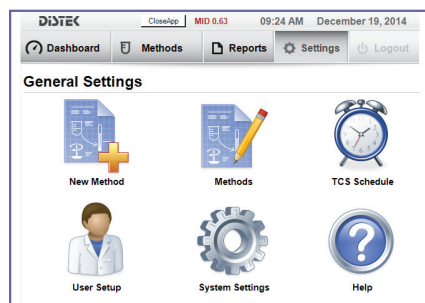 DiSTEK CloseApp MID 0.63 09:24 AM December 19, 2014
Dashboard Methods Reports Settings Logout
General Settings
New Method Methods TCS Schedule
User Setup System Settings Help